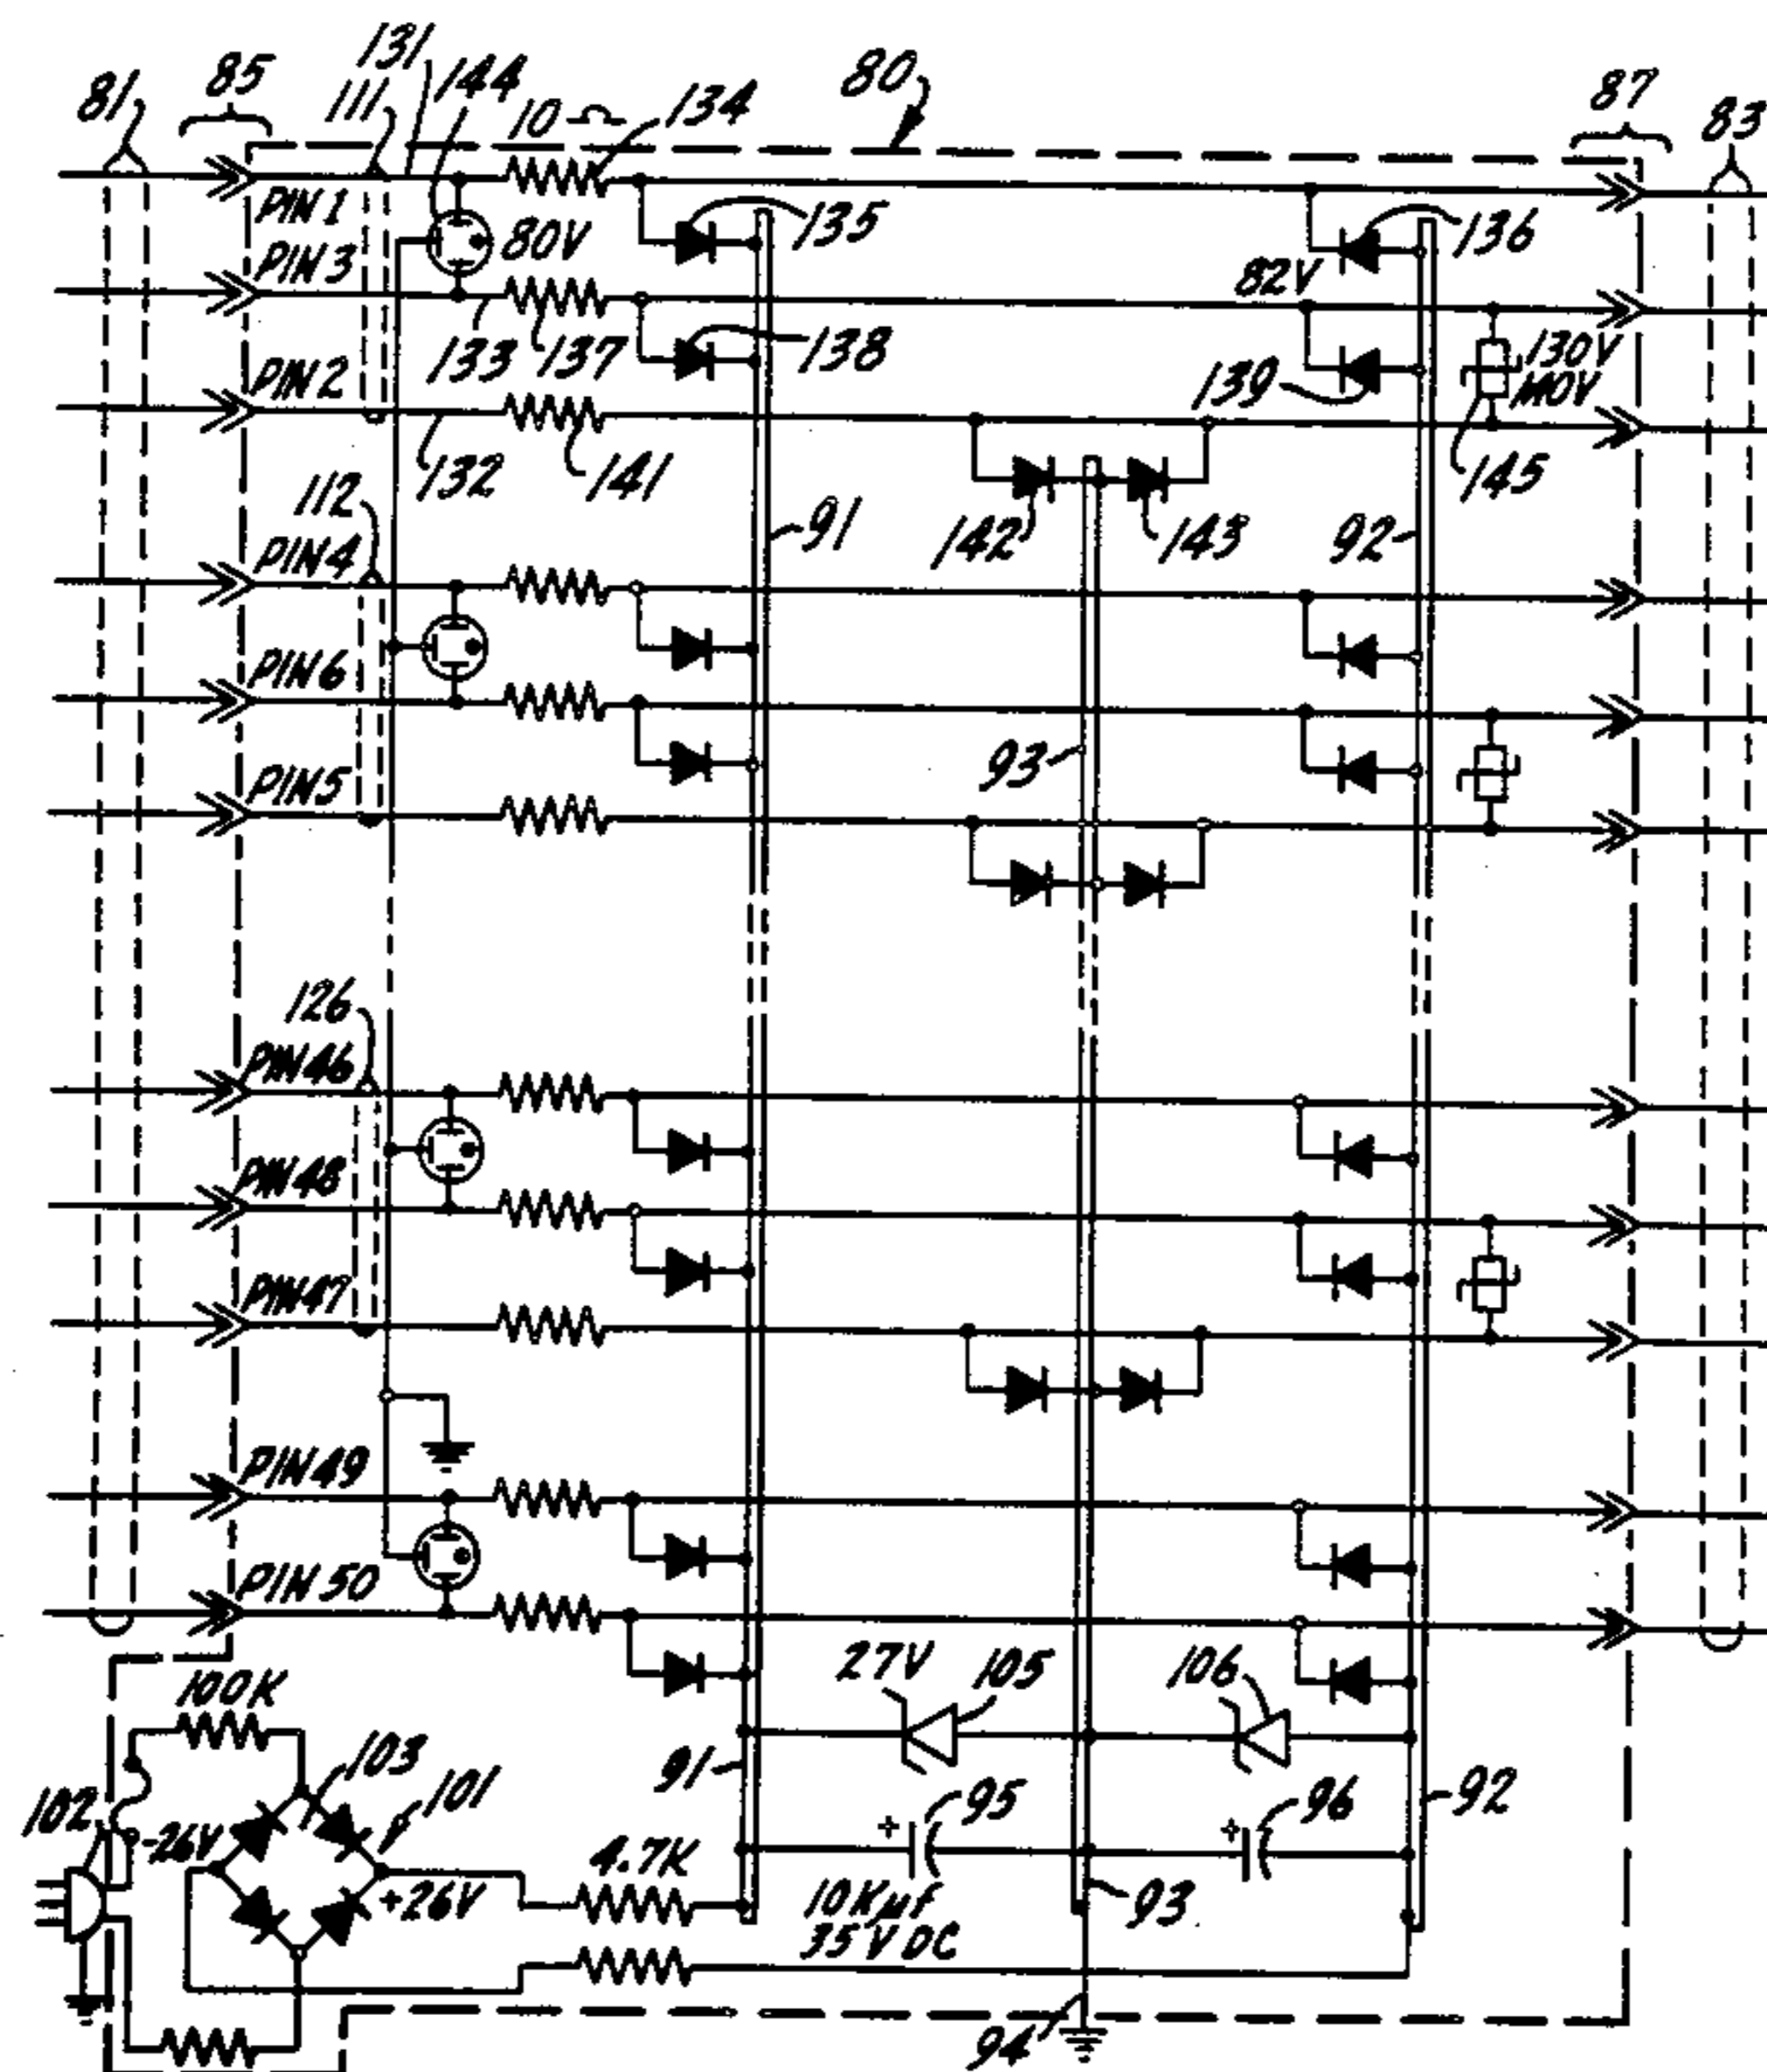 131
85
144
80
87
81
111
10 Ω
134
83
PIN 1
80V
135
136
PIN 3
82V
133
137
138
139
130V
MOV
PIN 2
132
141
145
112
142
143
91
92
PIN 4
PIN 6
93
PIN 5
126
PIN 46
PIN 48
PIN 47
PIN 49
PIN 50
27V
105
106
100K
103
101
91
92
102
-26V
+
95
+
96
4.7K
+26V
10Kµf
35 VDC
93
94